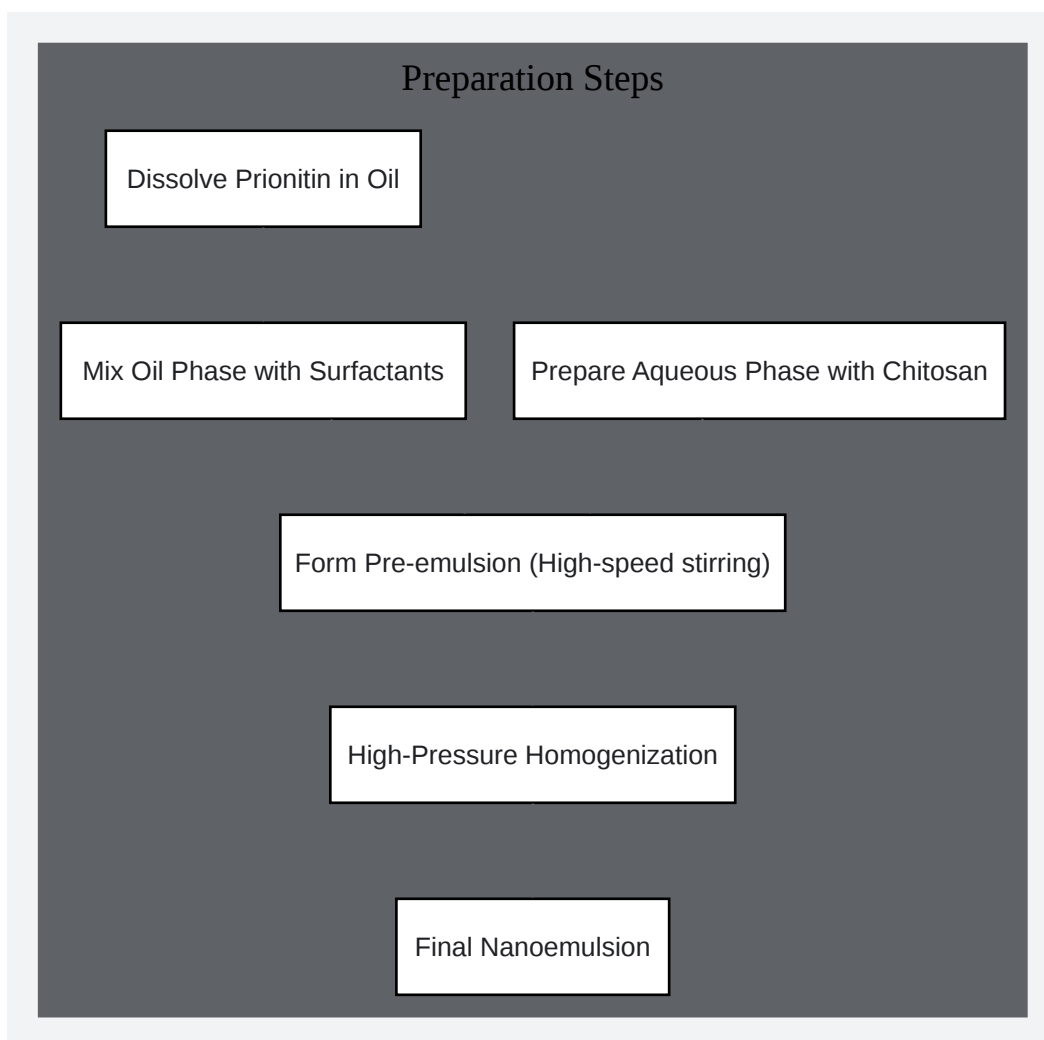 Preparation Steps
Dissolve Prionitin in Oil
Mix Oil Phase with Surfactants
Prepare Aqueous Phase with Chitosan
Form Pre-emulsion (High-speed stirring)
High-Pressure Homogenization
Final Nanoemulsion